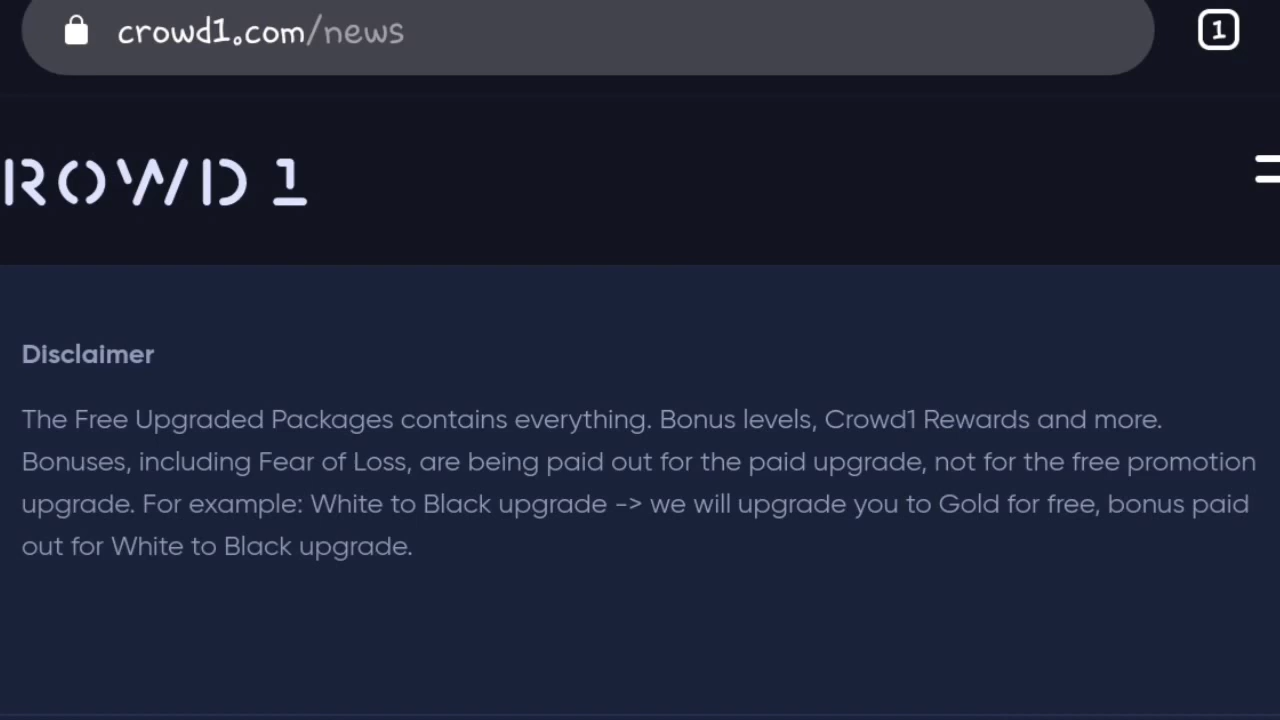 crowd1.com/news
1
ROWD 1
Disclaimer
The Free Upgraded Packages contains everything. Bonus levels, Crowd1 Rewards and more.
Bonuses, including Fear of Loss, are being paid out for the paid upgrade, not for the free promotion
upgrade. For example: White to Black upgrade -> we will upgrade you to Gold for free, bonus paid
out for White to Black upgrade.